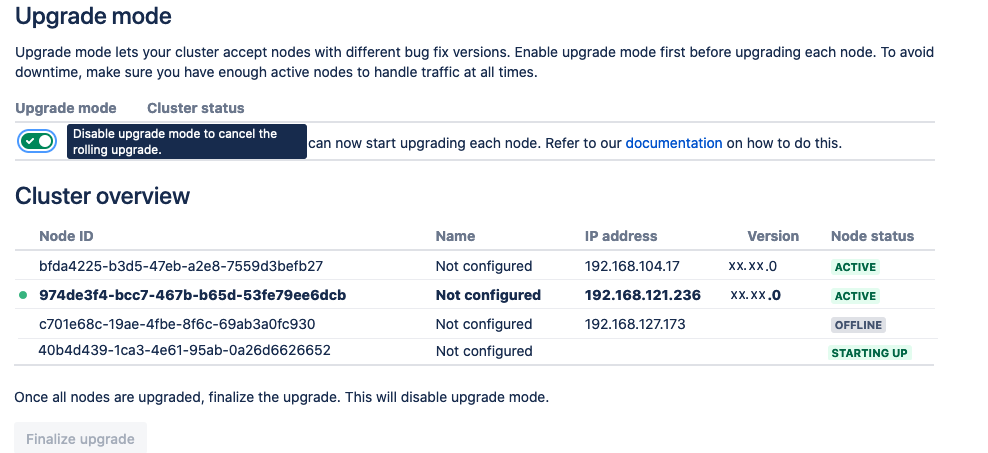 Upgrade mode
Upgrade mode lets your cluster accept nodes with different bug fix versions. Enable upgrade mode first before upgrading each node. To avoid
downtime, make sure you have enough active nodes to handle traffic at all times.
Upgrade mode Cluster status
Disable upgrade mode to cancel the
rolling upgrade.
can now start upgrading each node. Refer to our documentation on how to do this.
Cluster overview
Node ID Name IP address Version Node status
bfda4225-b3d5-47eb-a2e8-7559d3befb27 Not configured 192.168.104.17 xx.xx.0 ACTIVE
974de3f4-bcc7-467b-b65d-53fe79ee6dcb Not configured 192.168.121.236 xx.xx.0 ACTIVE
c701e68c-19ae-4fbe-8f6c-69ab3a0fc930 Not configured 192.168.127.173 OFFLINE
40b4d439-1ca3-4e61-95ab-0a26d6626652 Not configured STARTING UP
Once all nodes are upgraded, finalize the upgrade. This will disable upgrade mode.
Finalize upgrade